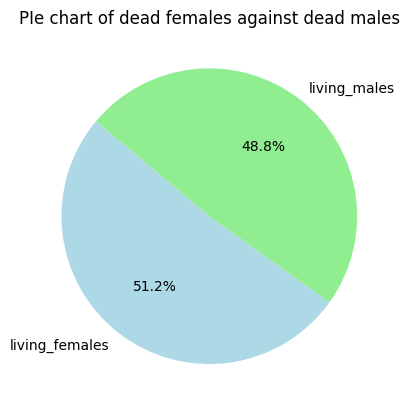 PIe chart of dead females against dead males
living_males
48.8%
51.2%
living_females